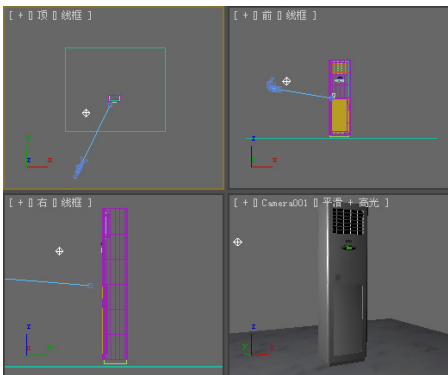 [ + [] 顶 [] 线框 ]
[ + [] 前 [] 线框 ]
[ + [] 右 [] 线框 ]
[ + [] Camera001 [] 平滑 + 高光 ]